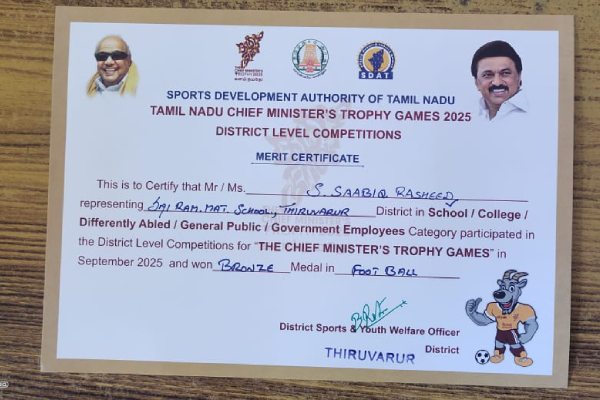 SDAT
SPORTS DEVELOPMENT AUTHORITY OF TAMIL NADU
TAMIL NADU CHIEF MINISTER'S TROPHY GAMES 2025
DISTRICT LEVEL COMPETITIONS
MERIT CERTIFICATE
This is to Certify that Mr / Ms. S. SAABIQ RASHEED
representing SAI RAM. MAT. SCHOOL, THIRUVARUR District in School / College /
Differently Abled / General Public / Government Employees Category participated in
the District Level Competitions for "THE CHIEF MINISTER'S TROPHY GAMES" in
September 2025 and won BRONZE Medal in FOOT BALL
District Sports & Youth Welfare Officer
THIRUVARUR District